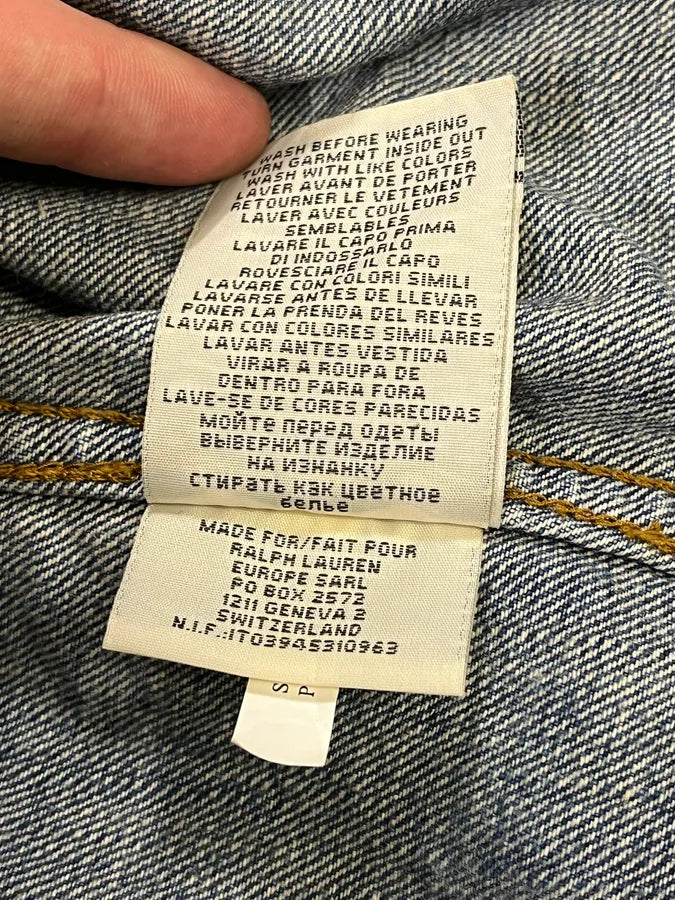 WASH BEFORE WEARING
TURN GARMENT INSIDE OUT
WASH WITH LIKE COLORS
LAVER AVANT DE PORTER
RETOURNER LE VETEMENT
LAVER AVEC COULEURS
SEMBLABLES
LAVARE IL CAPO PRIMA
DI INDOSSARLO
ROVESCIARE IL CAPO
LAVARE CON COLORI SIMILI
LAVARSE ANTES DE LLEVAR
PONER LA PRENDA DEL REVES
LAVAR CON COLORES SIMILARES
LAVAR ANTES VESTIDA
VIRAR A ROUPA DE
DENTRO PARA FORA
LAVE-SE DE CORES PARECIDAS
мойте перед одеты
ВЫВЕРНИТЕ ИЗДЕЛИЕ
НА ИЗНАНКУ
СТИРАТЬ КАК ЦВЕТНОЕ
белье
MADE FOR/FAIT POUR
RALPH LAUREN
EUROPE SARL
PO BOX 2572
1211 GENEVA 2
SWITZERLAND
N.I.F.:IT03945310963
S
P